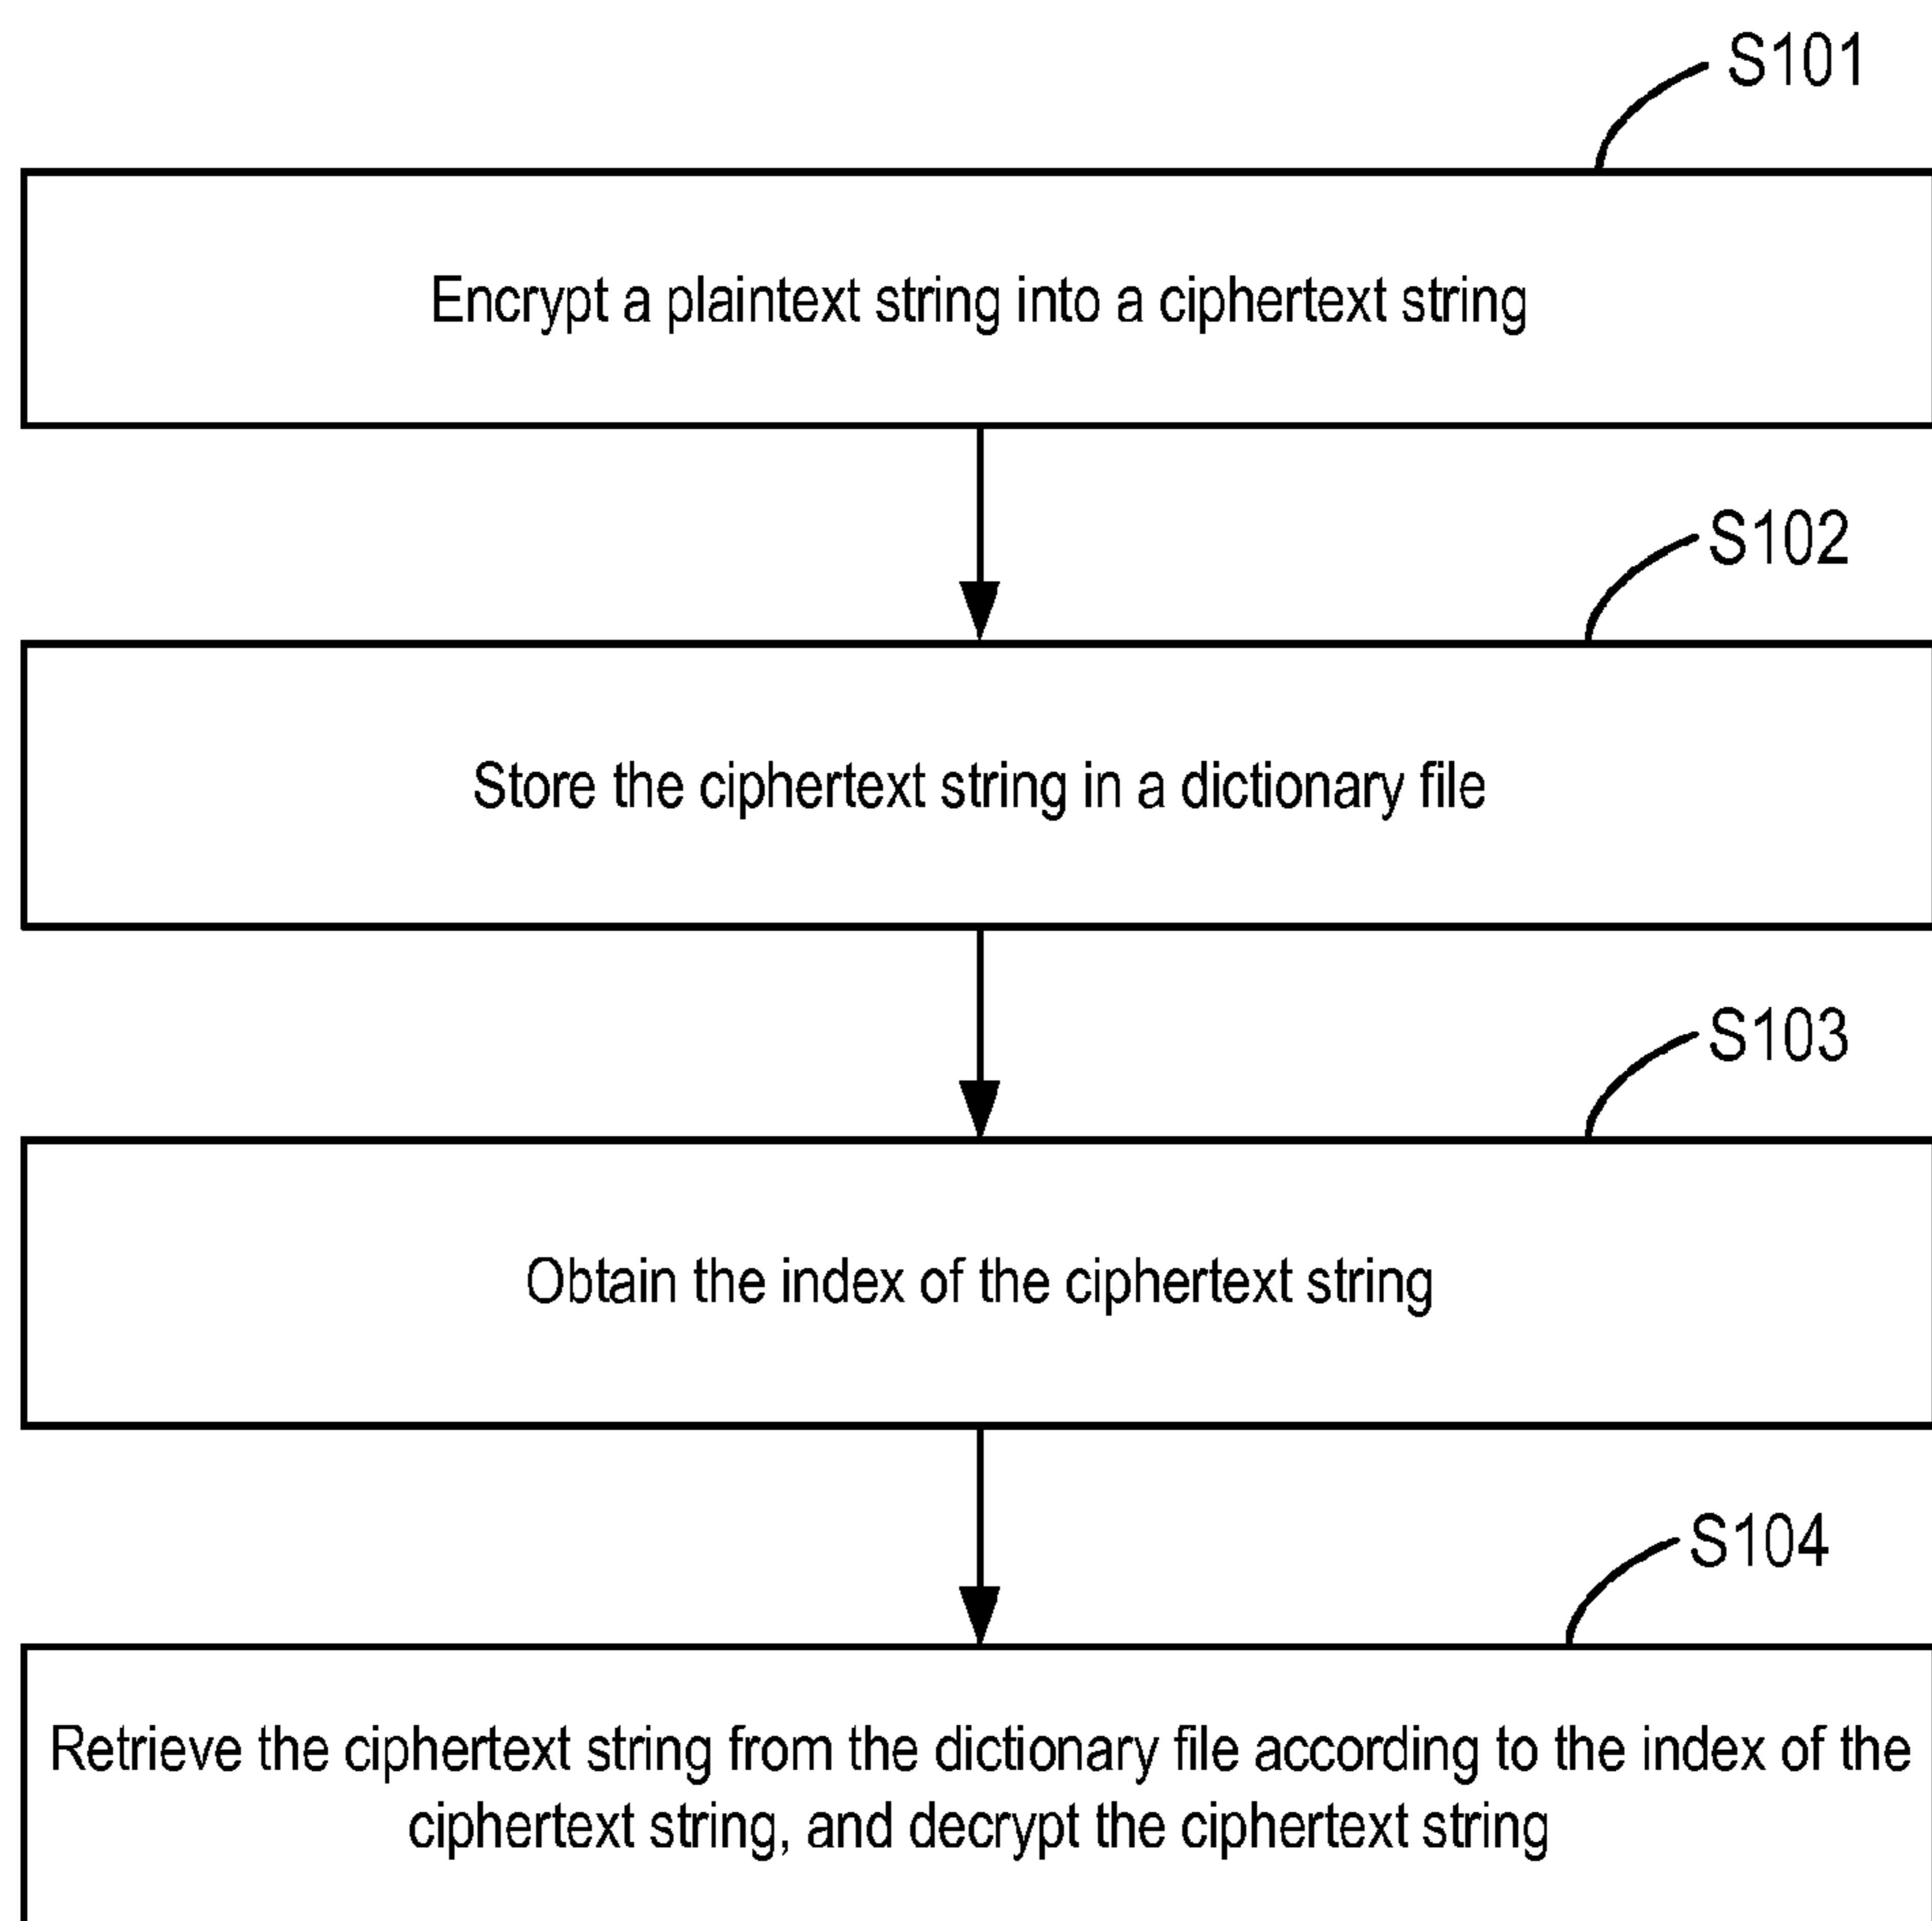 S101
Encrypt a plaintext string into a ciphertext string
S102
Store the ciphertext string in a dictionary file
S103
Obtain the index of the ciphertext string
S104
Retrieve the ciphertext string from the dictionary file according to the index of the
ciphertext string, and decrypt the ciphertext string